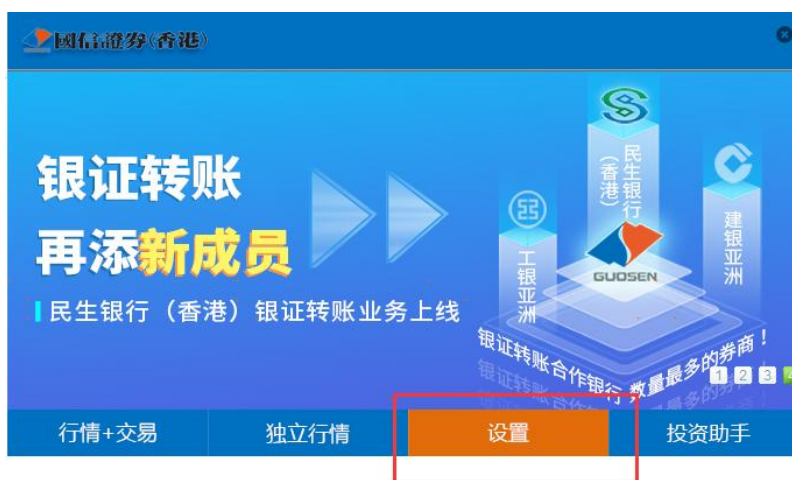 國信證券(香港)
银证转账
再添新成员
民生银行（香港）银证转账业务上线
民生银行
（香港）
工银亚洲
建银亚洲
GUOSEN
银证转账合作银行 数量最多的券商！
1 2 3 4
行情+交易 独立行情 设置 投资助手